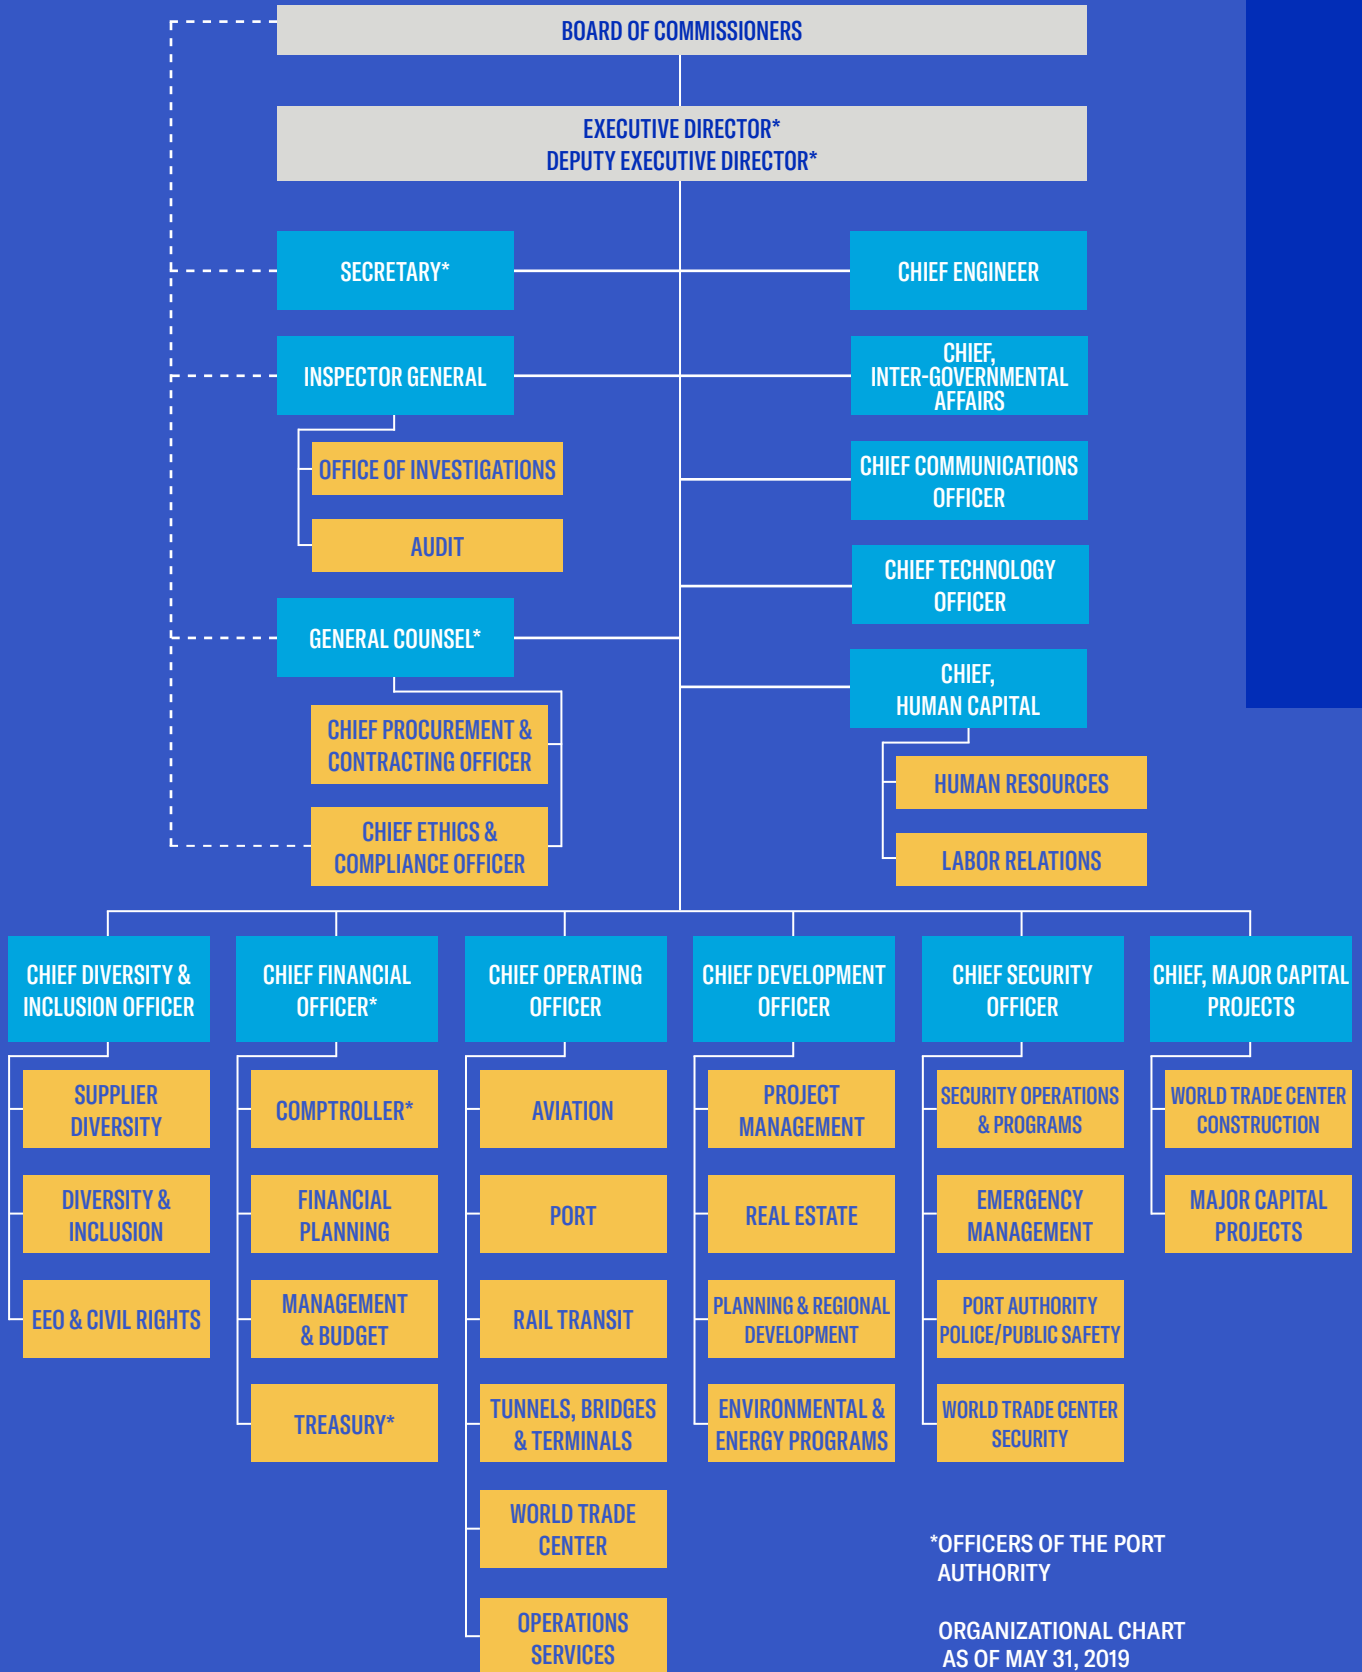 BOARD OF COMMISSIONERS
EXECUTIVE DIRECTOR*
DEPUTY EXECUTIVE DIRECTOR*
SECRETARY*
CHIEF ENGINEER
INSPECTOR GENERAL
CHIEF,
INTER-GOVERNMENTAL
AFFAIRS
OFFICE OF INVESTIGATIONS
AUDIT
CHIEF COMMUNICATIONS
OFFICER
CHIEF TECHNOLOGY
OFFICER
GENERAL COUNSEL*
CHIEF,
HUMAN CAPITAL
CHIEF PROCUREMENT &
CONTRACTING OFFICER
CHIEF ETHICS &
COMPLIANCE OFFICER
HUMAN RESOURCES
LABOR RELATIONS
CHIEF DIVERSITY &
INCLUSION OFFICER
SUPPLIER
DIVERSITY
DIVERSITY &
INCLUSION
EEO & CIVIL RIGHTS
CHIEF FINANCIAL
OFFICER*
COMPTROLLER*
FINANCIAL
PLANNING
MANAGEMENT
& BUDGET
TREASURY*
CHIEF OPERATING
OFFICER
AVIATION
PORT
RAIL TRANSIT
TUNNELS, BRIDGES
& TERMINALS
WORLD TRADE
CENTER
OPERATIONS
SERVICES
CHIEF DEVELOPMENT
OFFICER
PROJECT
MANAGEMENT
REAL ESTATE
PLANNING & REGIONAL
DEVELOPMENT
ENVIRONMENTAL &
ENERGY PROGRAMS
CHIEF SECURITY
OFFICER
SECURITY OPERATIONS
& PROGRAMS
EMERGENCY
MANAGEMENT
PORT AUTHORITY
POLICE/PUBLIC SAFETY
WORLD TRADE CENTER
SECURITY
CHIEF, MAJOR CAPITAL
PROJECTS
WORLD TRADE CENTER
CONSTRUCTION
MAJOR CAPITAL
PROJECTS
*OFFICERS OF THE PORT
AUTHORITY
ORGANIZATIONAL CHART
AS OF MAY 31, 2019